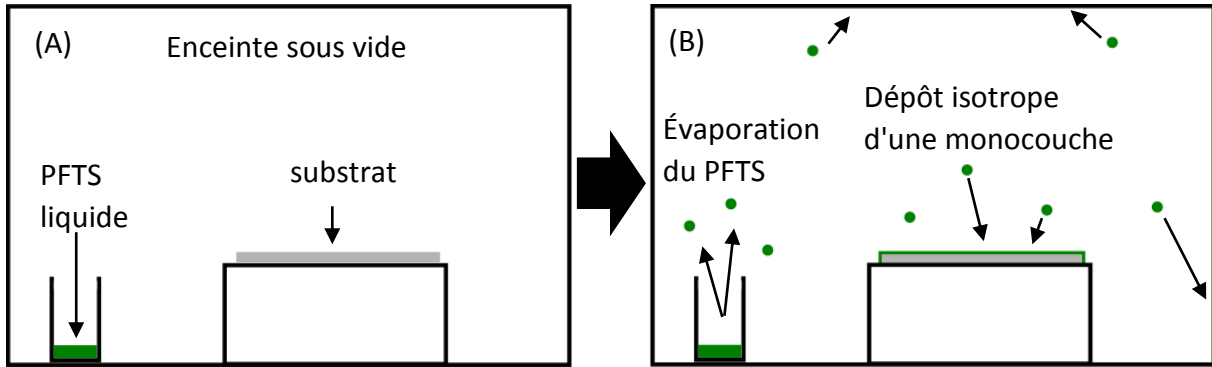 (A)
Enceinte sous vide
PFTS
liquide
substrat
(B)
Évaporation
du PFTS
Dépôt isotrope
d'une monocouche